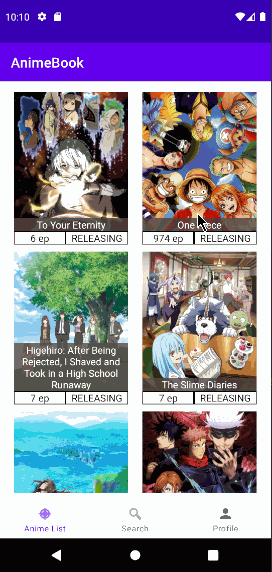 10:10
AnimeBook
To Your Eternity
6 ep
RELEASING
One Piece
974 ep
RELEASING
Higehiro: After Being
Rejected, I Shaved and
Took in a High School
Runaway
7 ep
RELEASING
The Slime Diaries
7 ep
RELEASING
Anime List
Search
Profile